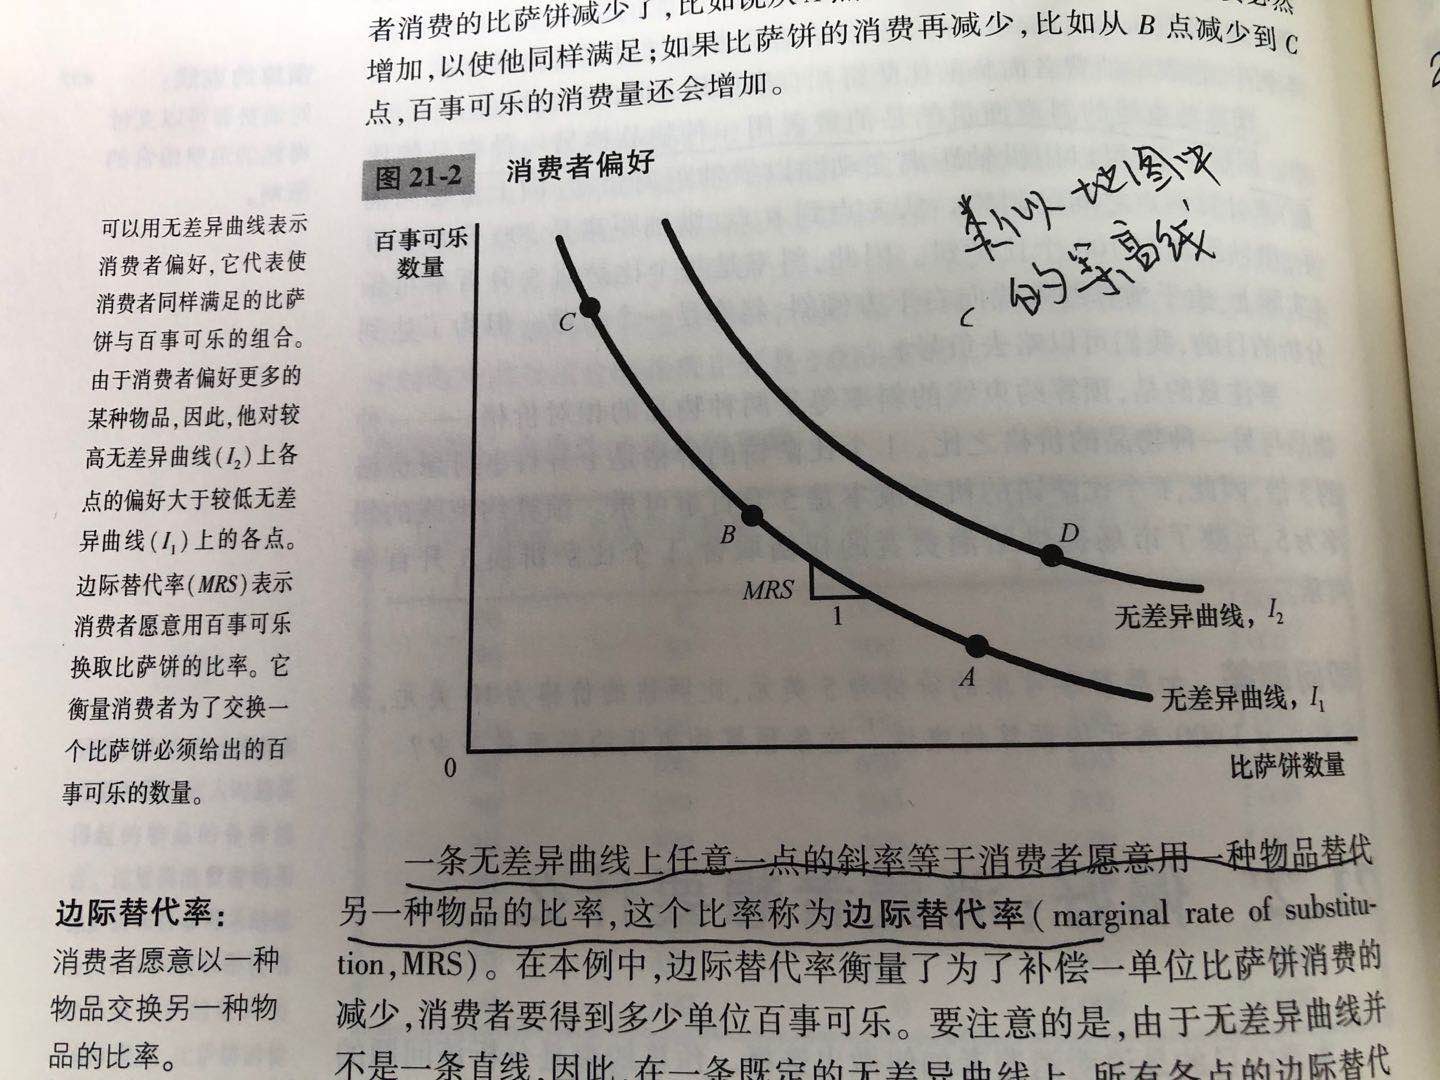 者消费的比萨饼减少了,比如说从
增加,以使他同样满足;如果比萨饼的消费再减少,比如从 B 点减少到 C
点,百事可乐的消费量还会增加。
图 21-2 消费者偏好
类似地图中
的等高线
可以用无差异曲线表示
消费者偏好,它代表使
消费者同样满足的比萨
饼与百事可乐的组合。
由于消费者偏好更多的
某种物品,因此,他对较
高无差异曲线(I₂)上各
点的偏好大于较低无差
异曲线(I₁)上的各点。
边际替代率(MRS)表示
消费者愿意用百事可乐
换取比萨饼的比率。它
衡量消费者为了交换一
个比萨饼必须给出的百
事可乐的数量。
百事可乐
数量
C
B
D
MRS
1
A
无差异曲线, I₂
无差异曲线, I₁
0
比萨饼数量
一条无差异曲线上任意一点的斜率等于消费者愿意用一种物品替代
另一种物品的比率,这个比率称为边际替代率(marginal rate of substitu-
tion,MRS)。在本例中,边际替代率衡量了为了补偿一单位比萨饼消费的
减少,消费者要得到多少单位百事可乐。要注意的是,由于无差异曲线并
不是一条直线,因此,在一条既定的无差异曲线上,所有各点的边际替代
边际替代率:
消费者愿意以一种
物品交换另一种物
品的比率。